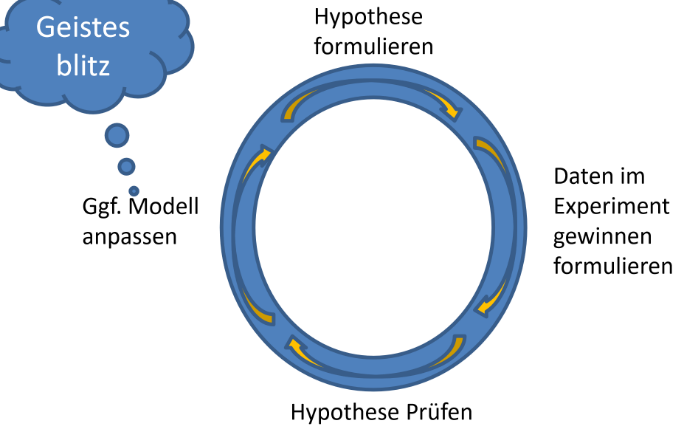 Geistes
blitz
Hypothese
formulieren
Daten im
Experiment
gewinnen
formulieren
Hypothese Prüfen
Ggf. Modell
anpassen